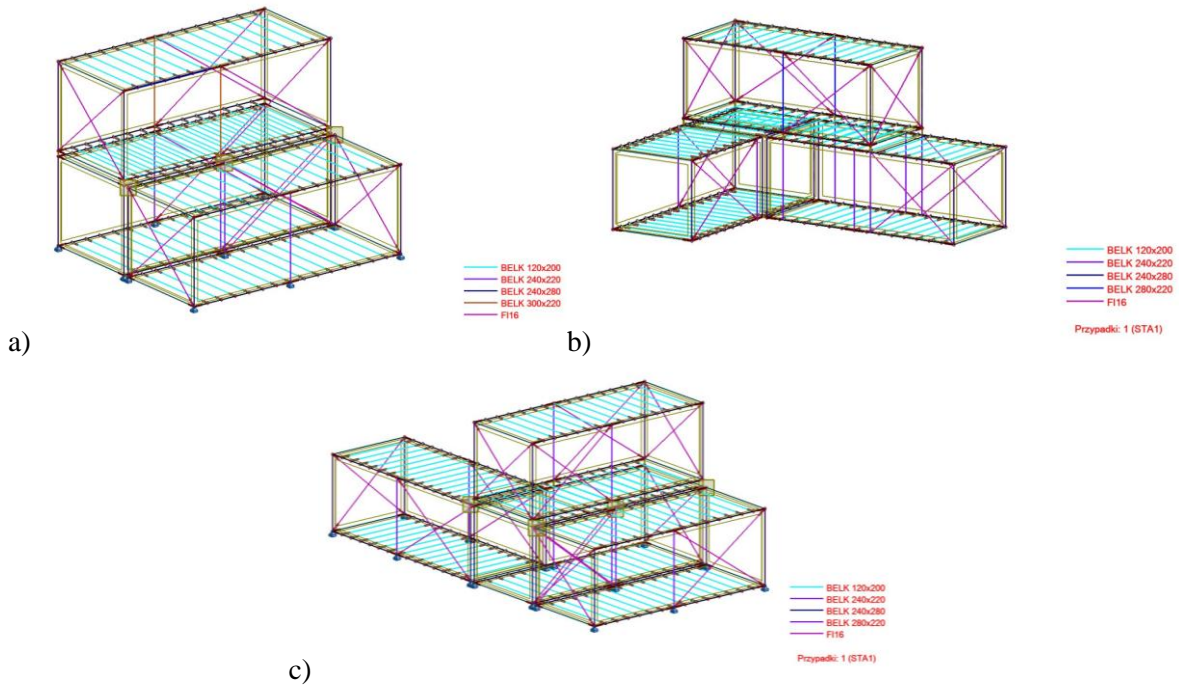 BELK 120x200
BELK 240x220
BELK 240x280
BELK 300x220
FI16
a)
BELK 120x200
BELK 240x220
BELK 240x280
BELK 280x220
FI16
Przypadki: 1 (STA1)
b)
BELK 120x200
BELK 240x220
BELK 240x280
BELK 280x220
FI16
Przypadki: 1 (STA1)
c)